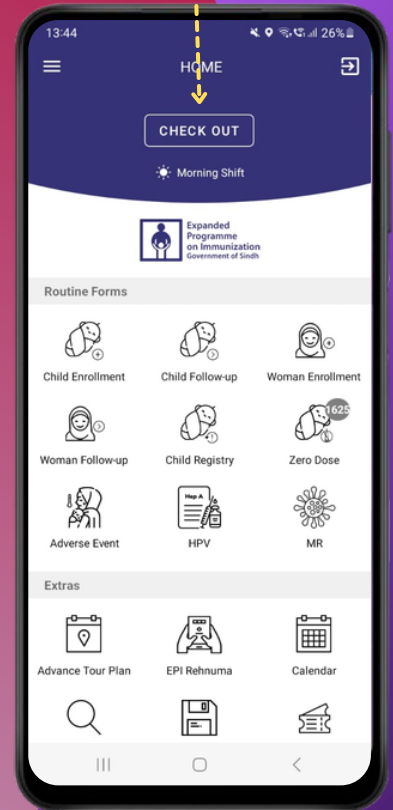 13:44
26%
HOME
CHECK OUT
Morning Shift
Expanded
Programme
on Immunization
Government of Sindh
Routine Forms
Child Enrollment
Child Follow-up
Woman Enrollment
1625
Woman Follow-up
Child Registry
Zero Dose
Hep A
Adverse Event
HPV
MR
Extras
Advance Tour Plan
EPI Rehnuma
Calendar